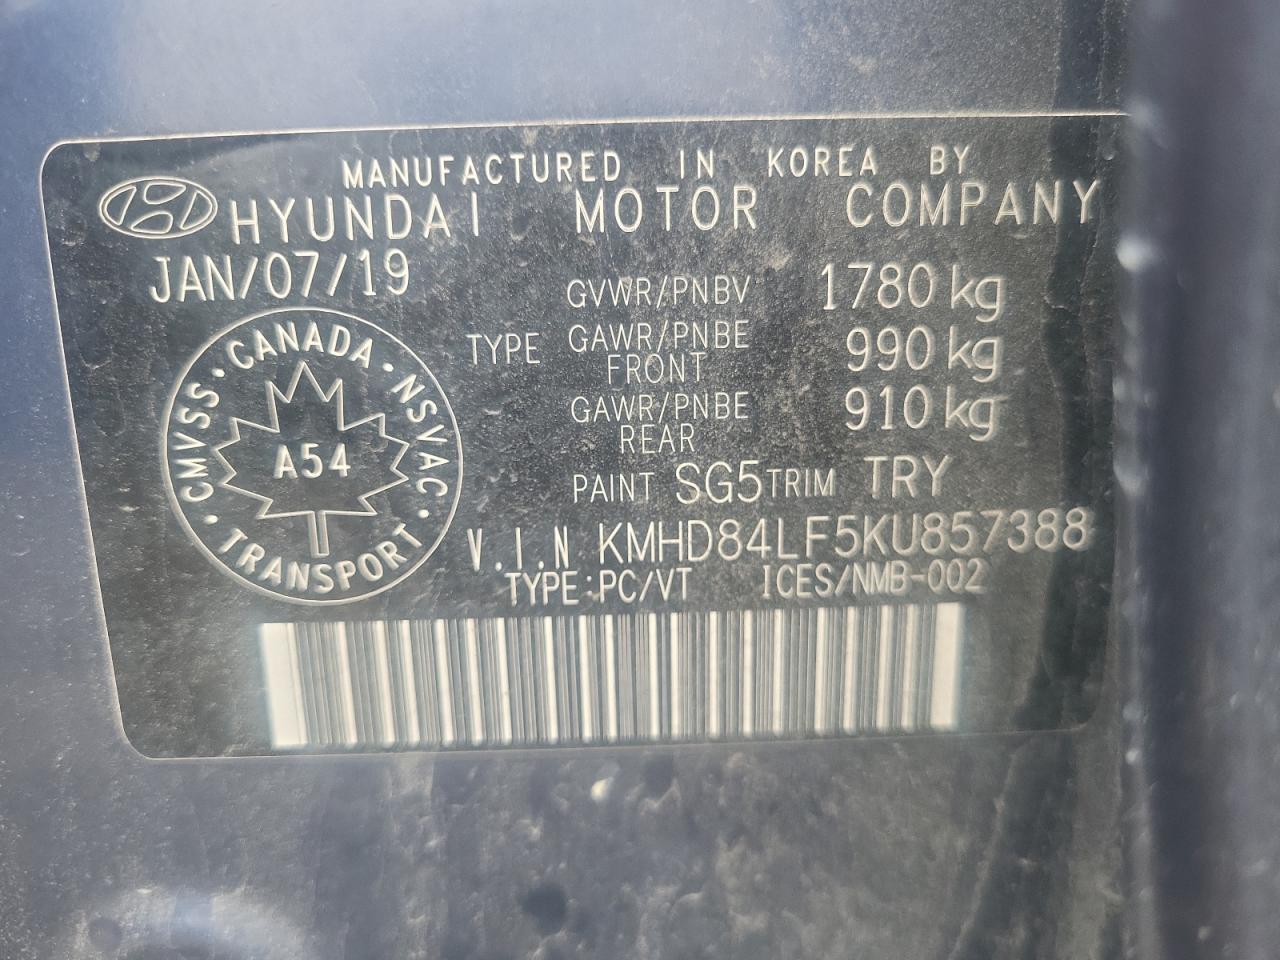 MANUFACTURED IN KOREA BY
HYUNDAI MOTOR COMPANY
JAN/07/19
GVWR/PNBV 1780 kg
TYPE GAWR/PNBE FRONT 990 kg
GAWR/PNBE REAR 910 kg
PAINT SG5 TRIM TRY
V.I.N KMHD84LF5KU857388
TYPE:PC/VT ICES/NMB-002
CMVSS · CANADA · NSVAC · TRANSPORT ·
A54